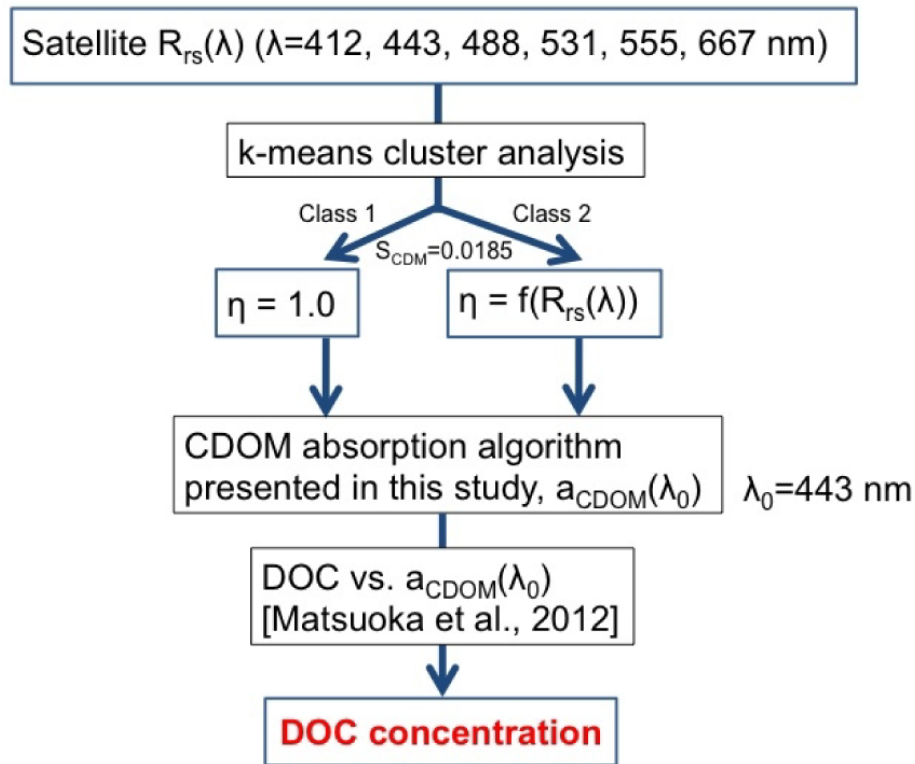 Satellite Rrs(λ) (λ=412, 443, 488, 531, 555, 667 nm)
k-means cluster analysis
Class 1
Class 2
SCDM=0.0185
η = 1.0
η = f(Rrs(λ))
CDOM absorption algorithm
presented in this study, aCDOM(λ0)
λ0=443 nm
DOC vs. aCDOM(λ0)
[Matsuoka et al., 2012]
DOC concentration